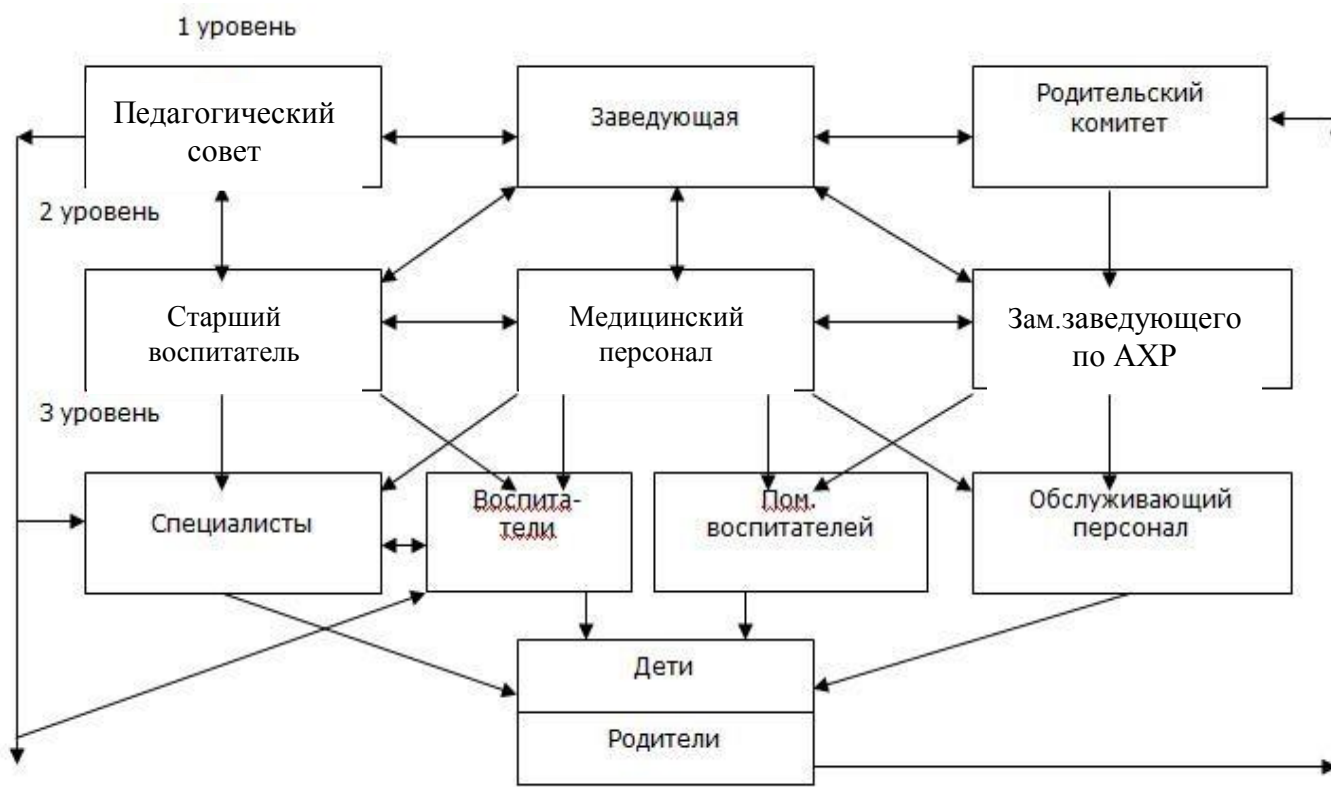 1 уровень
Педагогический
совет
Заведующая
Родительский
комитет
2 уровень
Старший
воспитатель
Медицинский
персонал
Зам.заведующего
по АХР
3 уровень
Специалисты
Воспита-
тели
Пом.
воспитателей
Обслуживающий
персонал
Дети
Родители